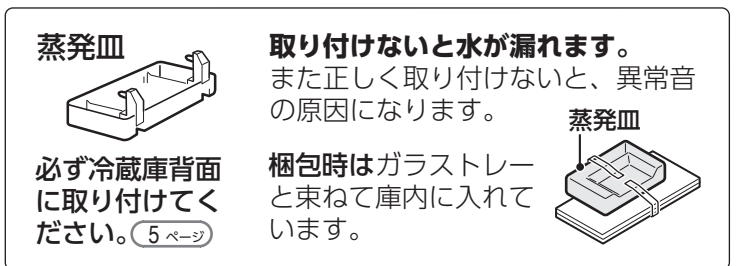 蒸発皿
必ず冷蔵庫背面
に取り付けてく
ださい。5 ページ
取り付けないと水が漏れます。
また正しく取り付けないと、異常音
の原因になります。
梱包時はガラストレー
と束ねて庫内に入れて
います。
蒸発皿